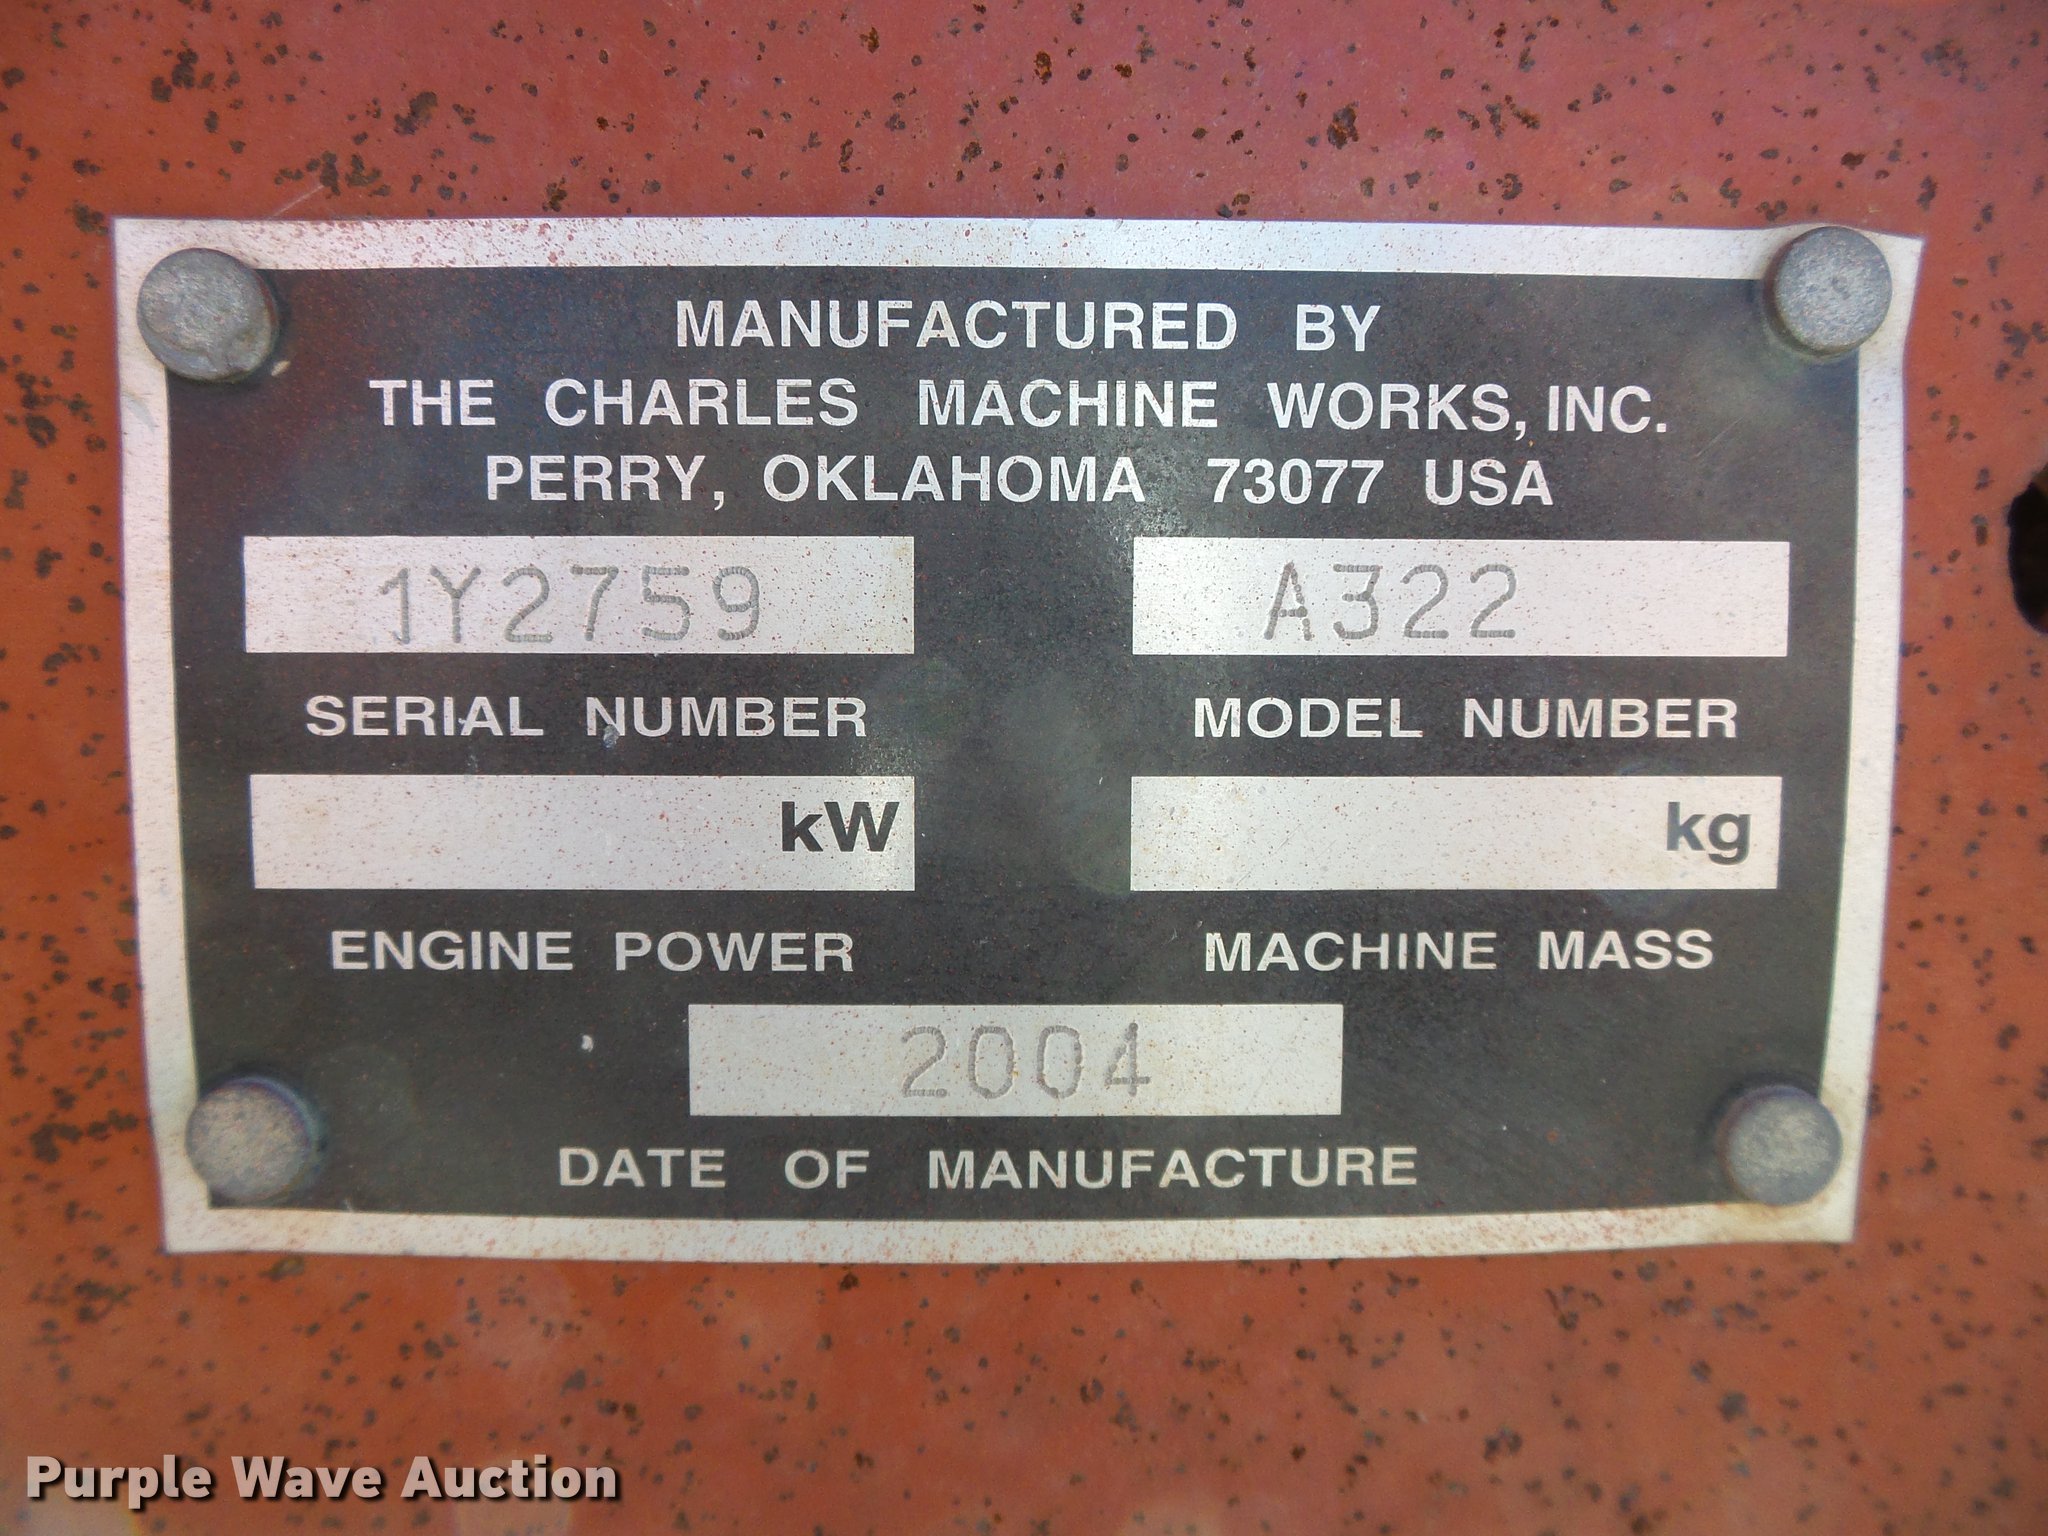 MANUFACTURED BY
THE CHARLES MACHINE WORKS, INC.
PERRY, OKLAHOMA 73077 USA
1Y2759 A322
SERIAL NUMBER MODEL NUMBER
kW kg
ENGINE POWER MACHINE MASS
2004
DATE OF MANUFACTURE
Purple Wave Auction